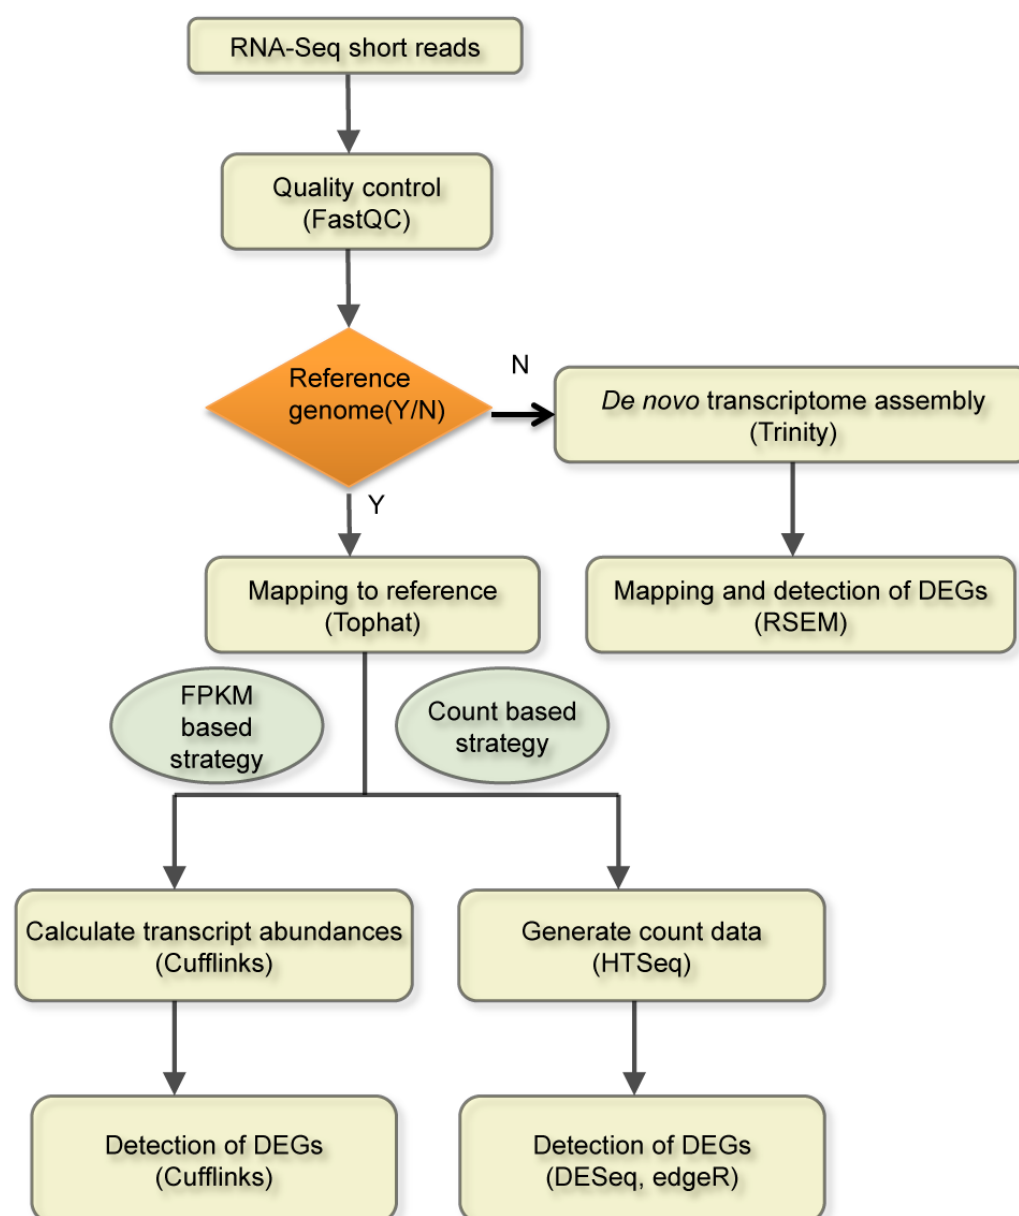 RNA-Seq short reads
Quality control
(FastQC)
Reference
genome(Y/N)
N
De novo transcriptome assembly
(Trinity)
Y
Mapping to reference
(Tophat)
Mapping and detection of DEGs
(RSEM)
FPKM
based
strategy
Count based
strategy
Calculate transcript abundances
(Cufflinks)
Generate count data
(HTSeq)
Detection of DEGs
(Cufflinks)
Detection of DEGs
(DESeq, edgeR)